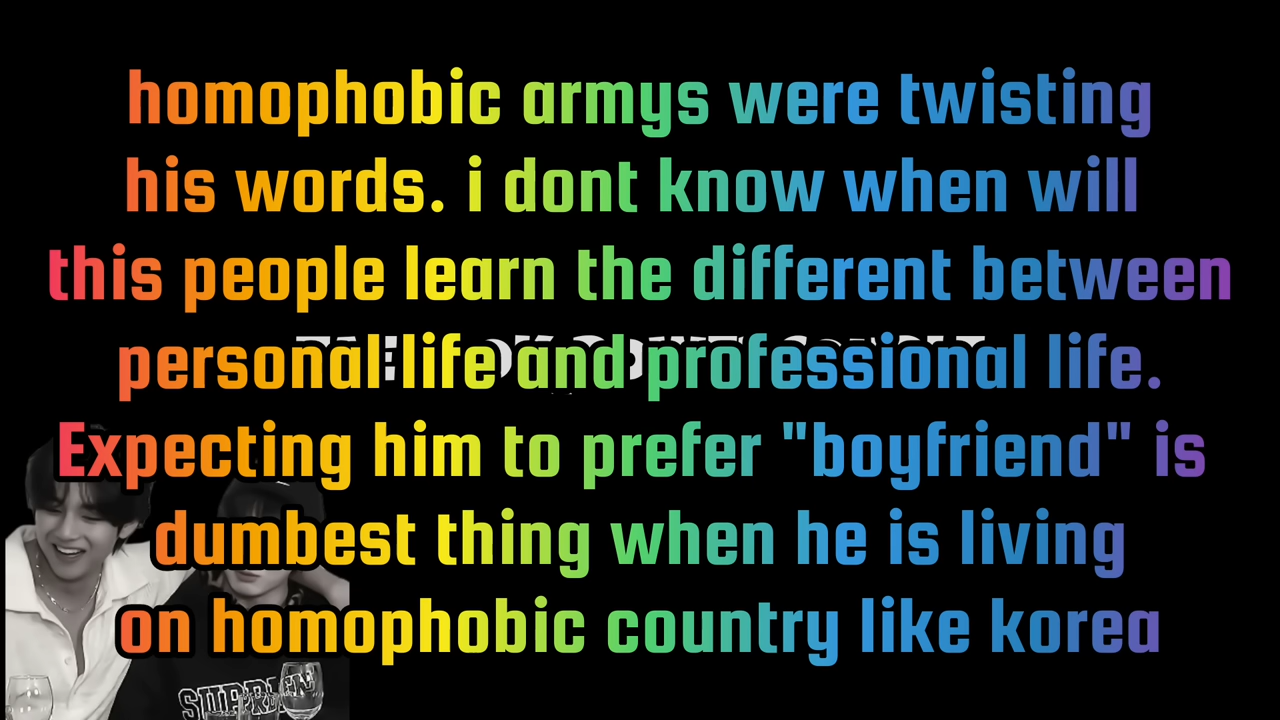 homophobic armys were twisting
his words. i dont know when will
this people learn the different between
personal life and professional life.
Expecting him to prefer "boyfriend" is
dumbest thing when he is living
on homophobic country like korea